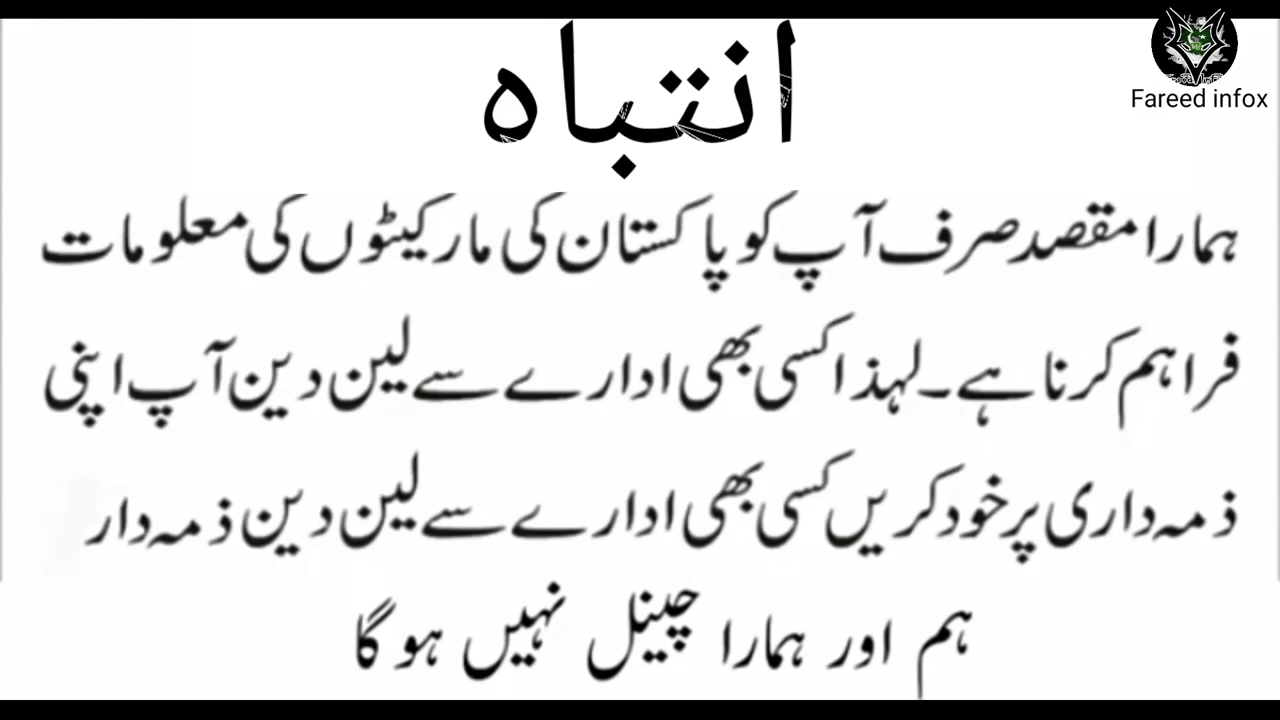 انتباہ
Fareed infox
ہمارا مقصد صرف آپ کو پاکستان کی مارکیٹوں کی معلومات
فراہم کرنا ہے۔ لہذا کسی بھی ادارے سے لین دین آپ اپنی
ذمہ داری پر خود کریں کسی بھی ادارے سے لین دین ذمہ دار
ہم اور ہمارا چینل نہیں ہو گا